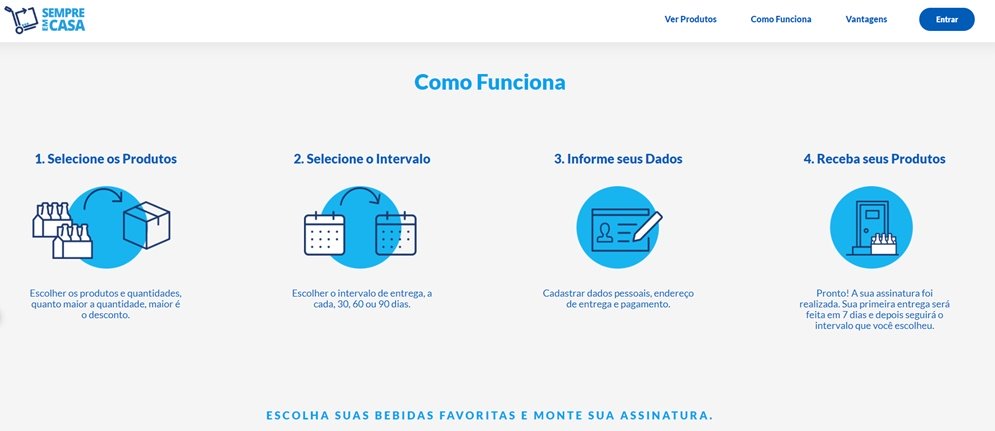 SEMPRE
EM CASA
Ver Produtos
Como Funciona
Vantagens
Entrar
Como Funciona
1. Selecione os Produtos
Escolher os produtos e quantidades,
quanto maior a quantidade, maior é
o desconto.
2. Selecione o Intervalo
Escolher o intervalo de entrega, a
cada, 30, 60 ou 90 dias.
3. Informe seus Dados
Cadastrar dados pessoais, endereço
de entrega e pagamento.
4. Receba seus Produtos
Pronto! A sua assinatura foi
realizada. Sua primeira entrega será
feita em 7 dias e depois seguirá o
intervalo que você escolheu.
ESCOLHA SUAS BEBIDAS FAVORITAS E MONTE SUA ASSINATURA.